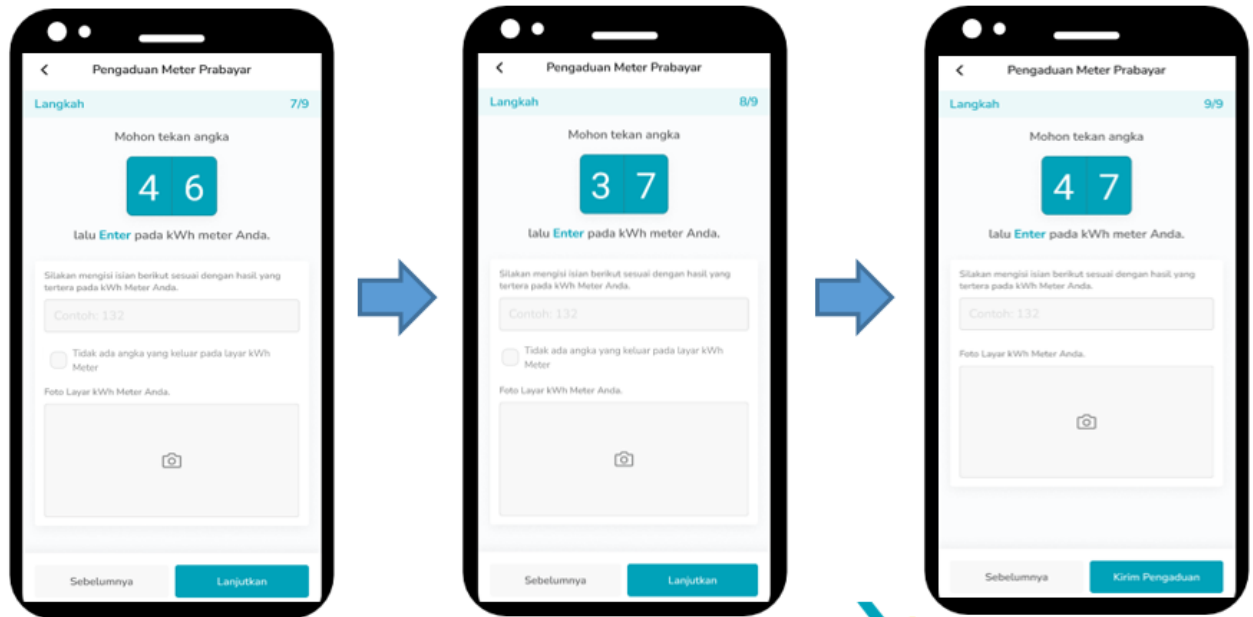 Pengaduan Meter Prabayar
Langkah 7/9
Mohon tekan angka
4 6
lalu Enter pada kWh meter Anda.
Silakan mengisi isian berikut sesuai dengan hasil yang
tertera pada kWh Meter Anda.
Contoh: 132
Tidak ada angka yang keluar pada layar kWh
Meter
Foto Layar kWh Meter Anda.
Sebelumnya Lanjutkan
Pengaduan Meter Prabayar
Langkah 8/9
Mohon tekan angka
3 7
lalu Enter pada kWh meter Anda.
Silakan mengisi isian berikut sesuai dengan hasil yang
tertera pada kWh Meter Anda.
Contoh: 132
Tidak ada angka yang keluar pada layar kWh
Meter
Foto Layar kWh Meter Anda.
Sebelumnya Lanjutkan
Pengaduan Meter Prabayar
Langkah 9/9
Mohon tekan angka
4 7
lalu Enter pada kWh meter Anda.
Silakan mengisi isian berikut sesuai dengan hasil yang
tertera pada kWh Meter Anda.
Contoh: 132
Foto Layar kWh Meter Anda.
Sebelumnya Kirim Pengaduan